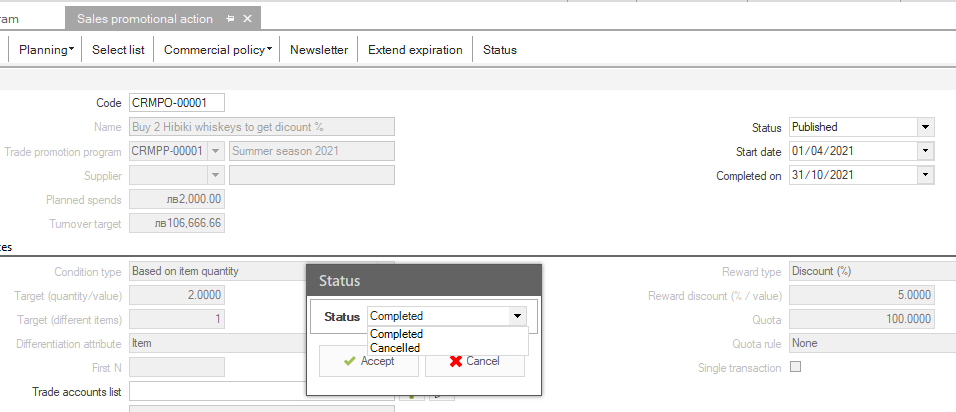 ram
Sales promotional action
Planning
Select list
Commercial policy
Newsletter
Extend expiration
Status
Code CRMPO-00001
Name Buy 2 Hibiki whiskeys to get dicount %
Status Published
Trade promotion program CRMPP-00001 Summer season 2021
Start date 01/04/2021
Supplier
Completed on 31/10/2021
Planned spends лв2,000.00
Turnover target лв106,666.66
tes
Condition type Based on item quantity
Reward type Discount (%)
Target (quantity/value) 2.0000
Reward discount (% / value) 5.0000
Target (different items) 1
Quota 100.0000
Differentiation attribute Item
Quota rule None
First N
Single transaction
Trade accounts list
Status
Status Completed
Completed
Cancelled
Accept
Cancel